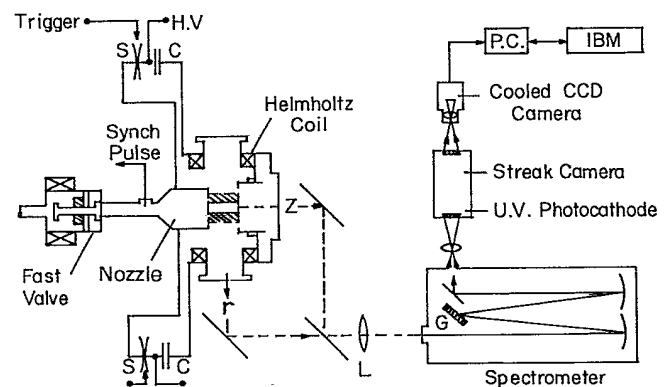 Trigger
H.V
S
C
P.C.
IBM
Cooled CCD
Camera
Helmholtz
Coil
Synch
Pulse
Streak Camera
U.V. Photocathode
Z
Fast
Valve
Nozzle
r
G
L
S
C
Spectrometer